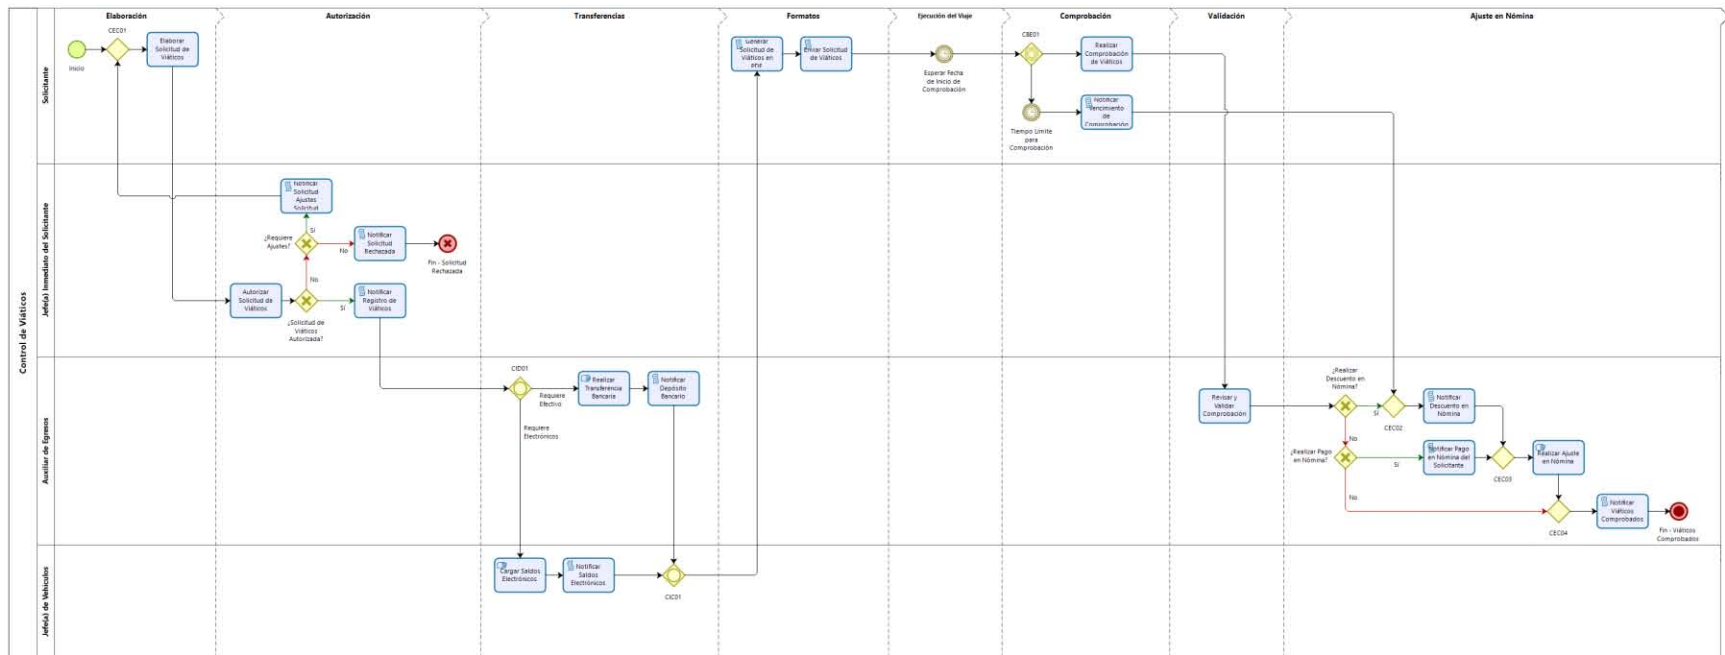 Elaboración
Autorización
Transferencias
Formatos
Ejecución del Viaje
Comprobación
Validación
Ajuste en Nómina
Control de Viáticos
Solicitante
Inicio
CEC01
Elaborar
Solicitud de
Viáticos
Generar
Solicitud de
Viáticos en
PDF
Enviar Solicitud
de Viáticos
Esperar Fecha
de Inicio de
Comprobación
CBE01
Realizar
Comprobación
de Viáticos
Tiempo Límite
para
Comprobación
Notificar
Vencimiento
de
Comprobación
Jefe(a) Inmediato del Solicitante
Notificar
Solicitud
Ajustes
Solicitud
Sí
¿Requiere
Ajustes?
No
Notificar
Solicitud
Rechazada
Fin - Solicitud
Rechazada
No
Autorizar
Solicitud de
Viáticos
¿Solicitud de
Viáticos
Autorizada?
Sí
Notificar
Registro de
Viáticos
Auxiliar de Egresos
CID01
Requiere
Efectivo
Requiere
Electrónicos
Realizar
Transferencia
Bancaria
Notificar
Depósito
Bancario
Revisar y
Validar
Comprobación
¿Realizar
Descuento en
Nómina?
Sí
CEC02
Notificar
Descuento en
Nómina
No
¿Realizar Pago
en Nómina?
Sí
Notificar Pago
en Nómina del
Solicitante
CEC03
Realizar Ajuste
en Nómina
No
CEC04
Notificar
Viáticos
Comprobados
Fin - Viáticos
Comprobados
Jefe(a) de Vehículos
Cargar Saldos
Electrónicos
Notificar
Saldos
Electrónicos
CIC01